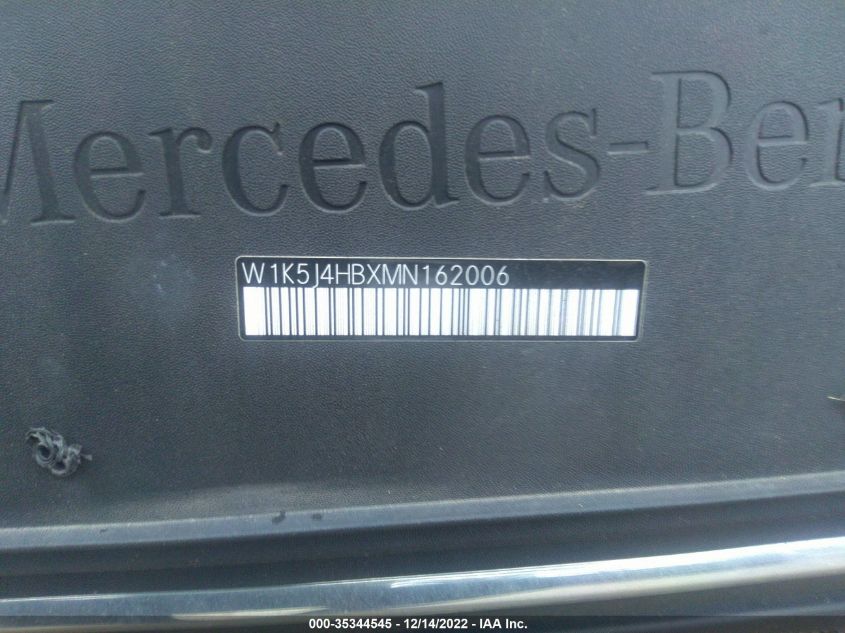 Mercedes-Ben
W1K5J4HBXMN162006
000-35344545 - 12/14/2022 - IAA Inc.